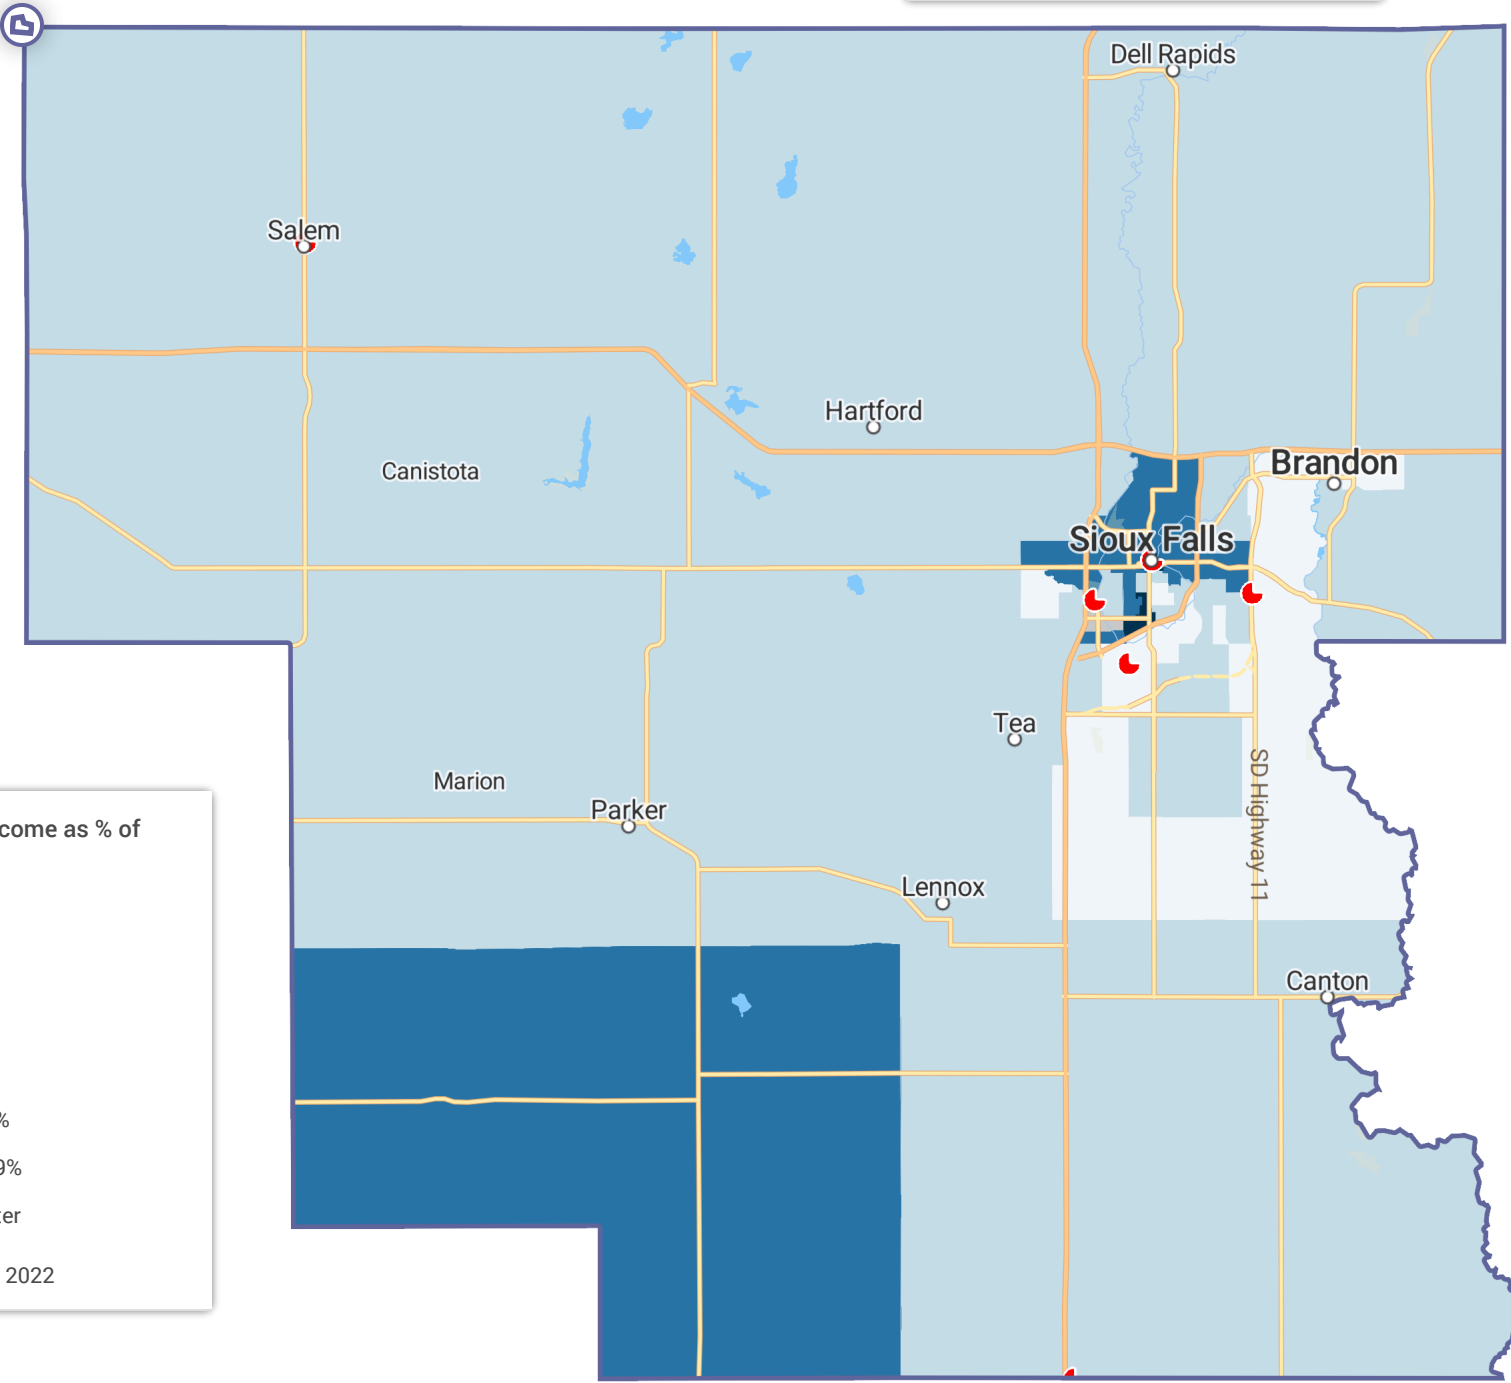 Dell Rapids
Salem
Hartford
Brandon
Canistota
Sioux Falls
Tea
SD Highway 11
Marion
Parker
come as % of
Lennox
Canton
%
9%
ter
2022